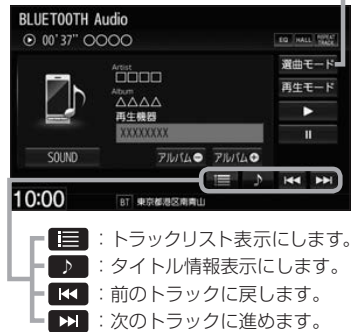 BLUETOOTH Audio
00'37" ○○○○
EQ HALL REPEAT TRACK
Artist
□□□□
Album
△△△△
再生機器
XXXXXXXX
選曲モード
再生モード
SOUND
アルバム アルバム
10:00
BT 東京都港区南青山
：トラックリスト表示にします。
：タイトル情報表示にします。
：前のトラックに戻します。
：次のトラックに進めます。